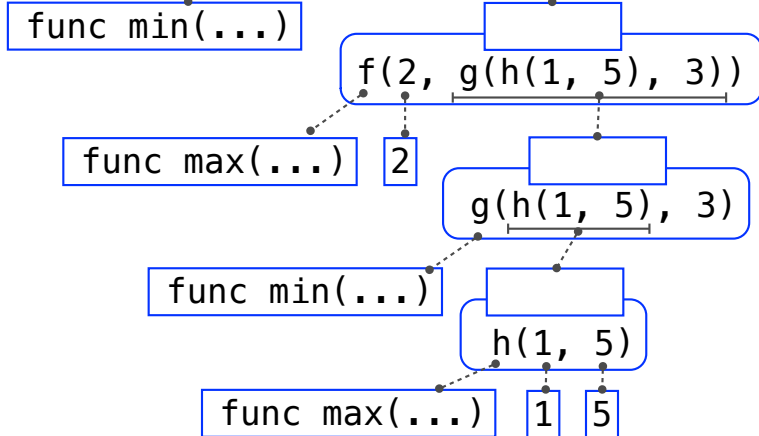 func min(...)
f(2, g(h(1, 5), 3))
func max(...) 2
g(h(1, 5), 3)
func min(...)
h(1, 5)
func max(...) 1 5